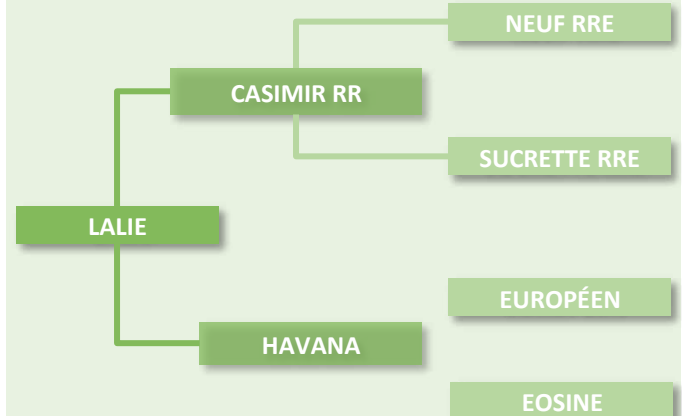 NEUF RRE
CASIMIR RR
SUCRETTE RRE
LALIE
EUROPÉEN
HAVANA
EOSINE